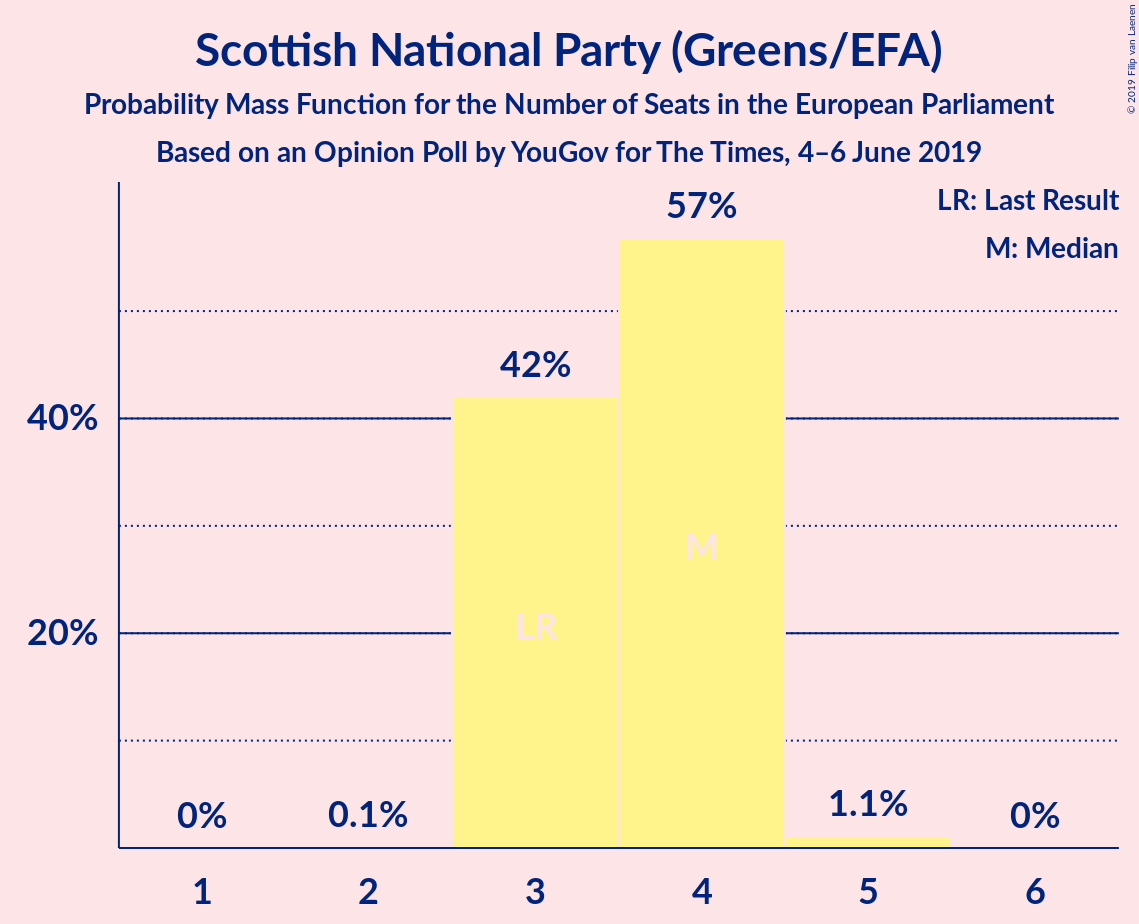 Scottish National Party (Greens/EFA)
Probability Mass Function for the Number of Seats in the European Parliament
Based on an Opinion Poll by YouGov for The Times, 4–6 June 2019
© 2019 Filip van Laenen
LR: Last Result
M: Median
57%
42%
40%
M
LR
20%
0%
0.1%
1.1%
0%
1
2
3
4
5
6